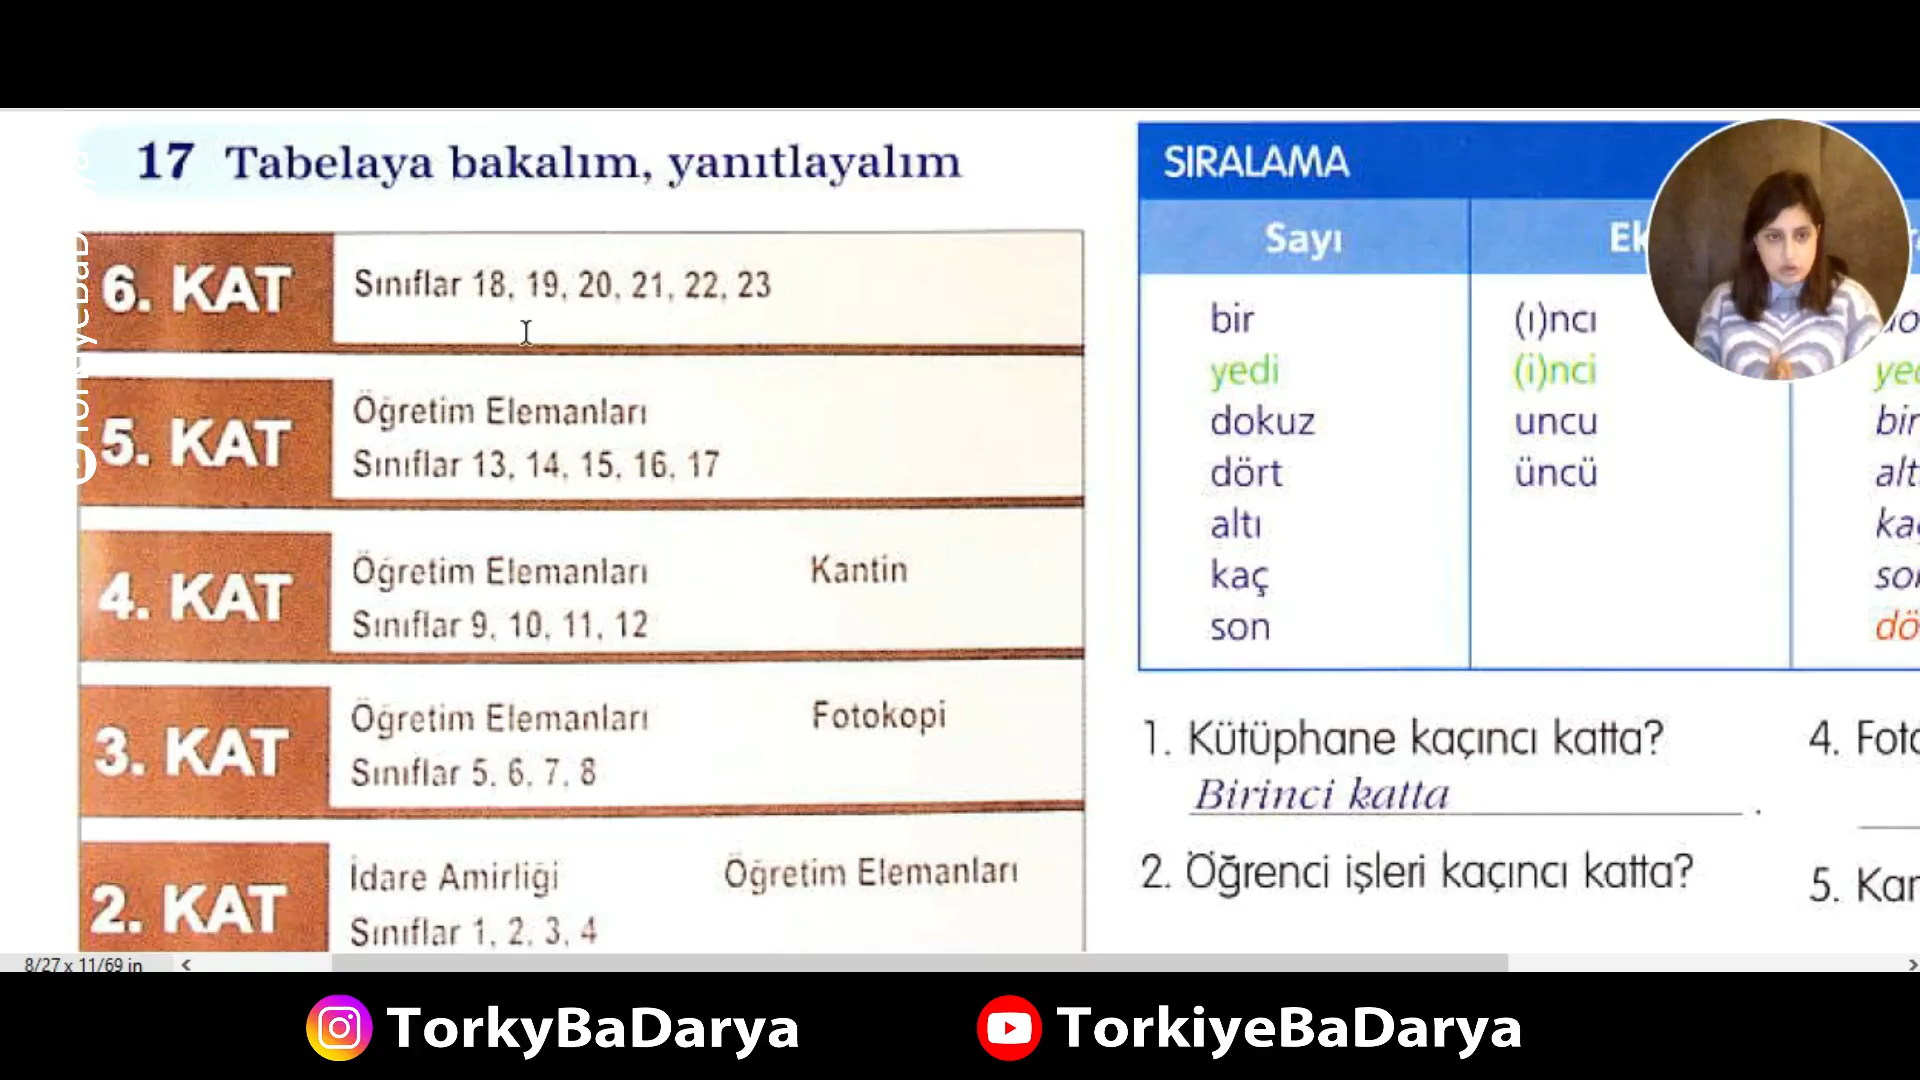 17 Tabelaya bakalım, yanıtlayalım
6. KAT
Sınıflar 18, 19, 20, 21, 22, 23
5. KAT
Öğretim Elemanları
Sınıflar 13, 14, 15, 16, 17
4. KAT
Öğretim Elemanları Kantin
Sınıflar 9, 10, 11, 12
3. KAT
Öğretim Elemanları Fotokopi
Sınıflar 5, 6, 7, 8
2. KAT
İdare Amirliği Öğretim Elemanları
Sınıflar 1, 2, 3, 4
SIRALAMA
Sayı
bir (ı)ncı
yedi (i)nci
dokuz uncu
dört üncü
altı
kaç
son
1. Kütüphane kaçıncı katta?
Birinci katta .
2. Öğrenci işleri kaçıncı katta?
4.
5.
8/27 x 11/69 in
TorkyBaDarya
TorkiyeBaDarya